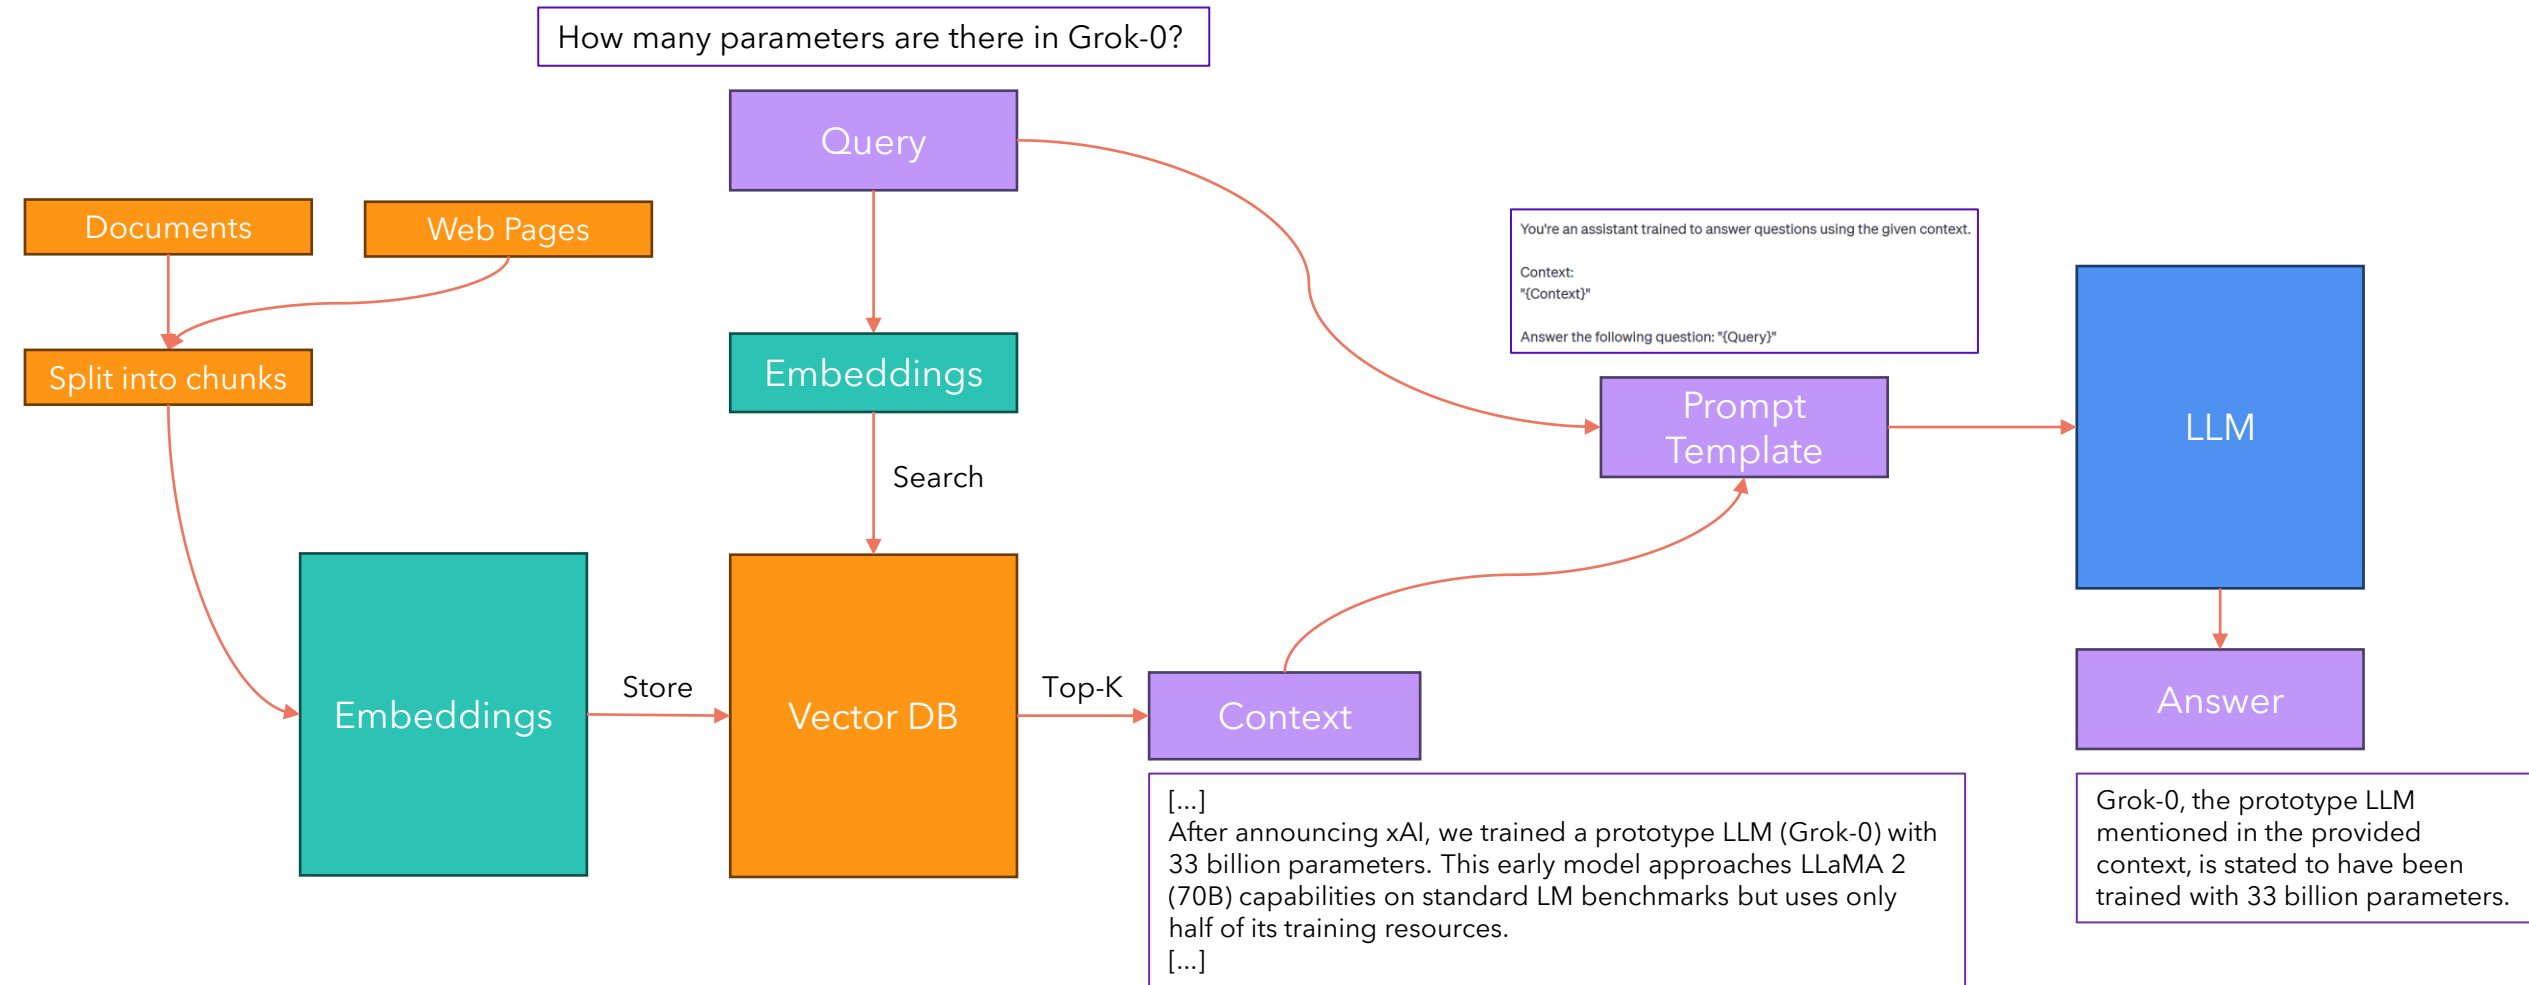 How many parameters are there in Grok-0?
Query
Documents
Web Pages
You're an assistant trained to answer questions using the given context.
Context:
"{Context}"
Answer the following question: "{Query}"
Split into chunks
Embeddings
Prompt
Template
LLM
Search
Embeddings
Store
Vector DB
Top-K
Context
Answer
[...]
After announcing xAI, we trained a prototype LLM (Grok-0) with
33 billion parameters. This early model approaches LLaMA 2
(70B) capabilities on standard LM benchmarks but uses only
half of its training resources.
[...]
Grok-0, the prototype LLM
mentioned in the provided
context, is stated to have been
trained with 33 billion parameters.